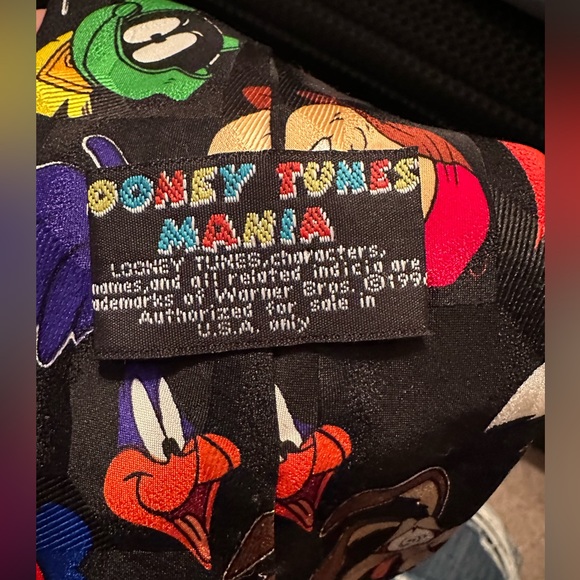 OONEY TUNES
MANIA
LOONEY TUNES, characters,
names, and all related indicia are
ademarks of Warner Bros. ©199
Authorized for sale in
U.S.A. only